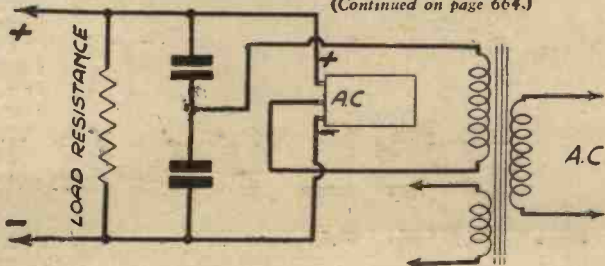 (Continued on page 664.)
+
+
A.C
A.C
LOAD RESISTANCE